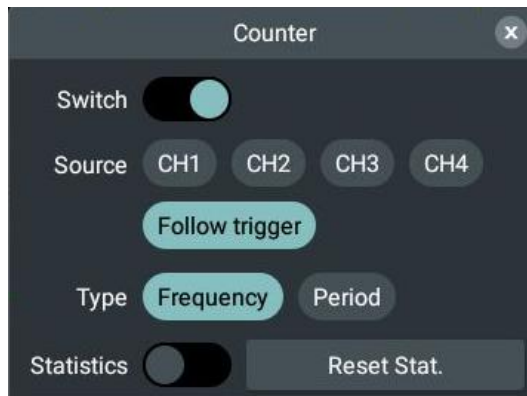 Counter x
Switch
Source CH1 CH2 CH3 CH4
Follow trigger
Type Frequency Period
Statistics Reset Stat.